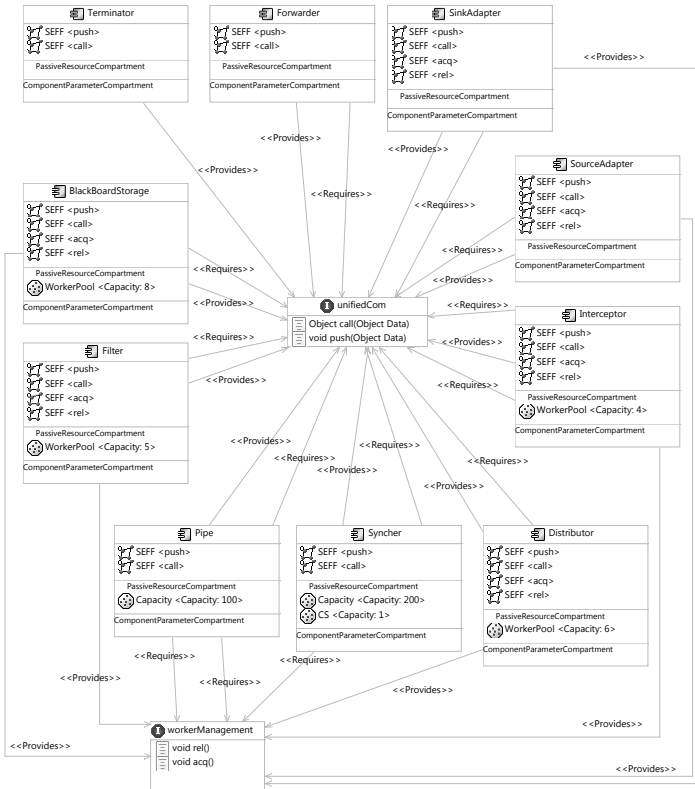 Terminator
SEFF <push>
SEFF <call>
PassiveResourceCompartment
ComponentParameterCompartment
Forwarder
SEFF <push>
SEFF <call>
PassiveResourceCompartment
ComponentParameterCompartment
SinkAdapter
SEFF <push>
SEFF <call>
SEFF <acq>
SEFF <rel>
PassiveResourceCompartment
ComponentParameterCompartment
<<Provides>>
<<Provides>>
<<Provides>>
<<Provides>>
<<Requires>>
<<Requires>>
SourceAdapter
SEFF <push>
SEFF <call>
SEFF <acq>
SEFF <rel>
PassiveResourceCompartment
ComponentParameterCompartment
BlackBoardStorage
SEFF <push>
SEFF <call>
SEFF <acq>
SEFF <rel>
PassiveResourceCompartment
WorkerPool <Capacity: 8>
ComponentParameterCompartment
<<Requires>>
<<Provides>>
<<Requires>>
<<Provides>>
unifiedCom
Object call(Object Data)
void push(Object Data)
<<Requires>>
<<Provides>>
<<Requires>>
Interceptor
SEFF <push>
SEFF <call>
SEFF <acq>
SEFF <rel>
PassiveResourceCompartment
WorkerPool <Capacity: 4>
ComponentParameterCompartment
Filter
SEFF <push>
SEFF <call>
SEFF <acq>
SEFF <rel>
PassiveResourceCompartment
WorkerPool <Capacity: 5>
ComponentParameterCompartment
<<Requires>>
<<Provides>>
<<Provides>>
<<Requires>>
<<Provides>>
<<Requires>>
<<Requires>>
<<Provides>>
Pipe
SEFF <push>
SEFF <call>
PassiveResourceCompartment
Capacity <Capacity: 100>
ComponentParameterCompartment
Syncher
SEFF <push>
SEFF <call>
PassiveResourceCompartment
Capacity <Capacity: 200>
CS <Capacity: 1>
ComponentParameterCompartment
Distributor
SEFF <push>
SEFF <call>
SEFF <acq>
SEFF <rel>
PassiveResourceCompartment
WorkerPool <Capacity: 6>
ComponentParameterCompartment
<<Requires>>
<<Requires>>
<<Provides>>
<<Requires>>
<<Provides>>
<<Provides>>
<<Provides>>
<<Provides>>
workerManagement
void rel()
void acq()